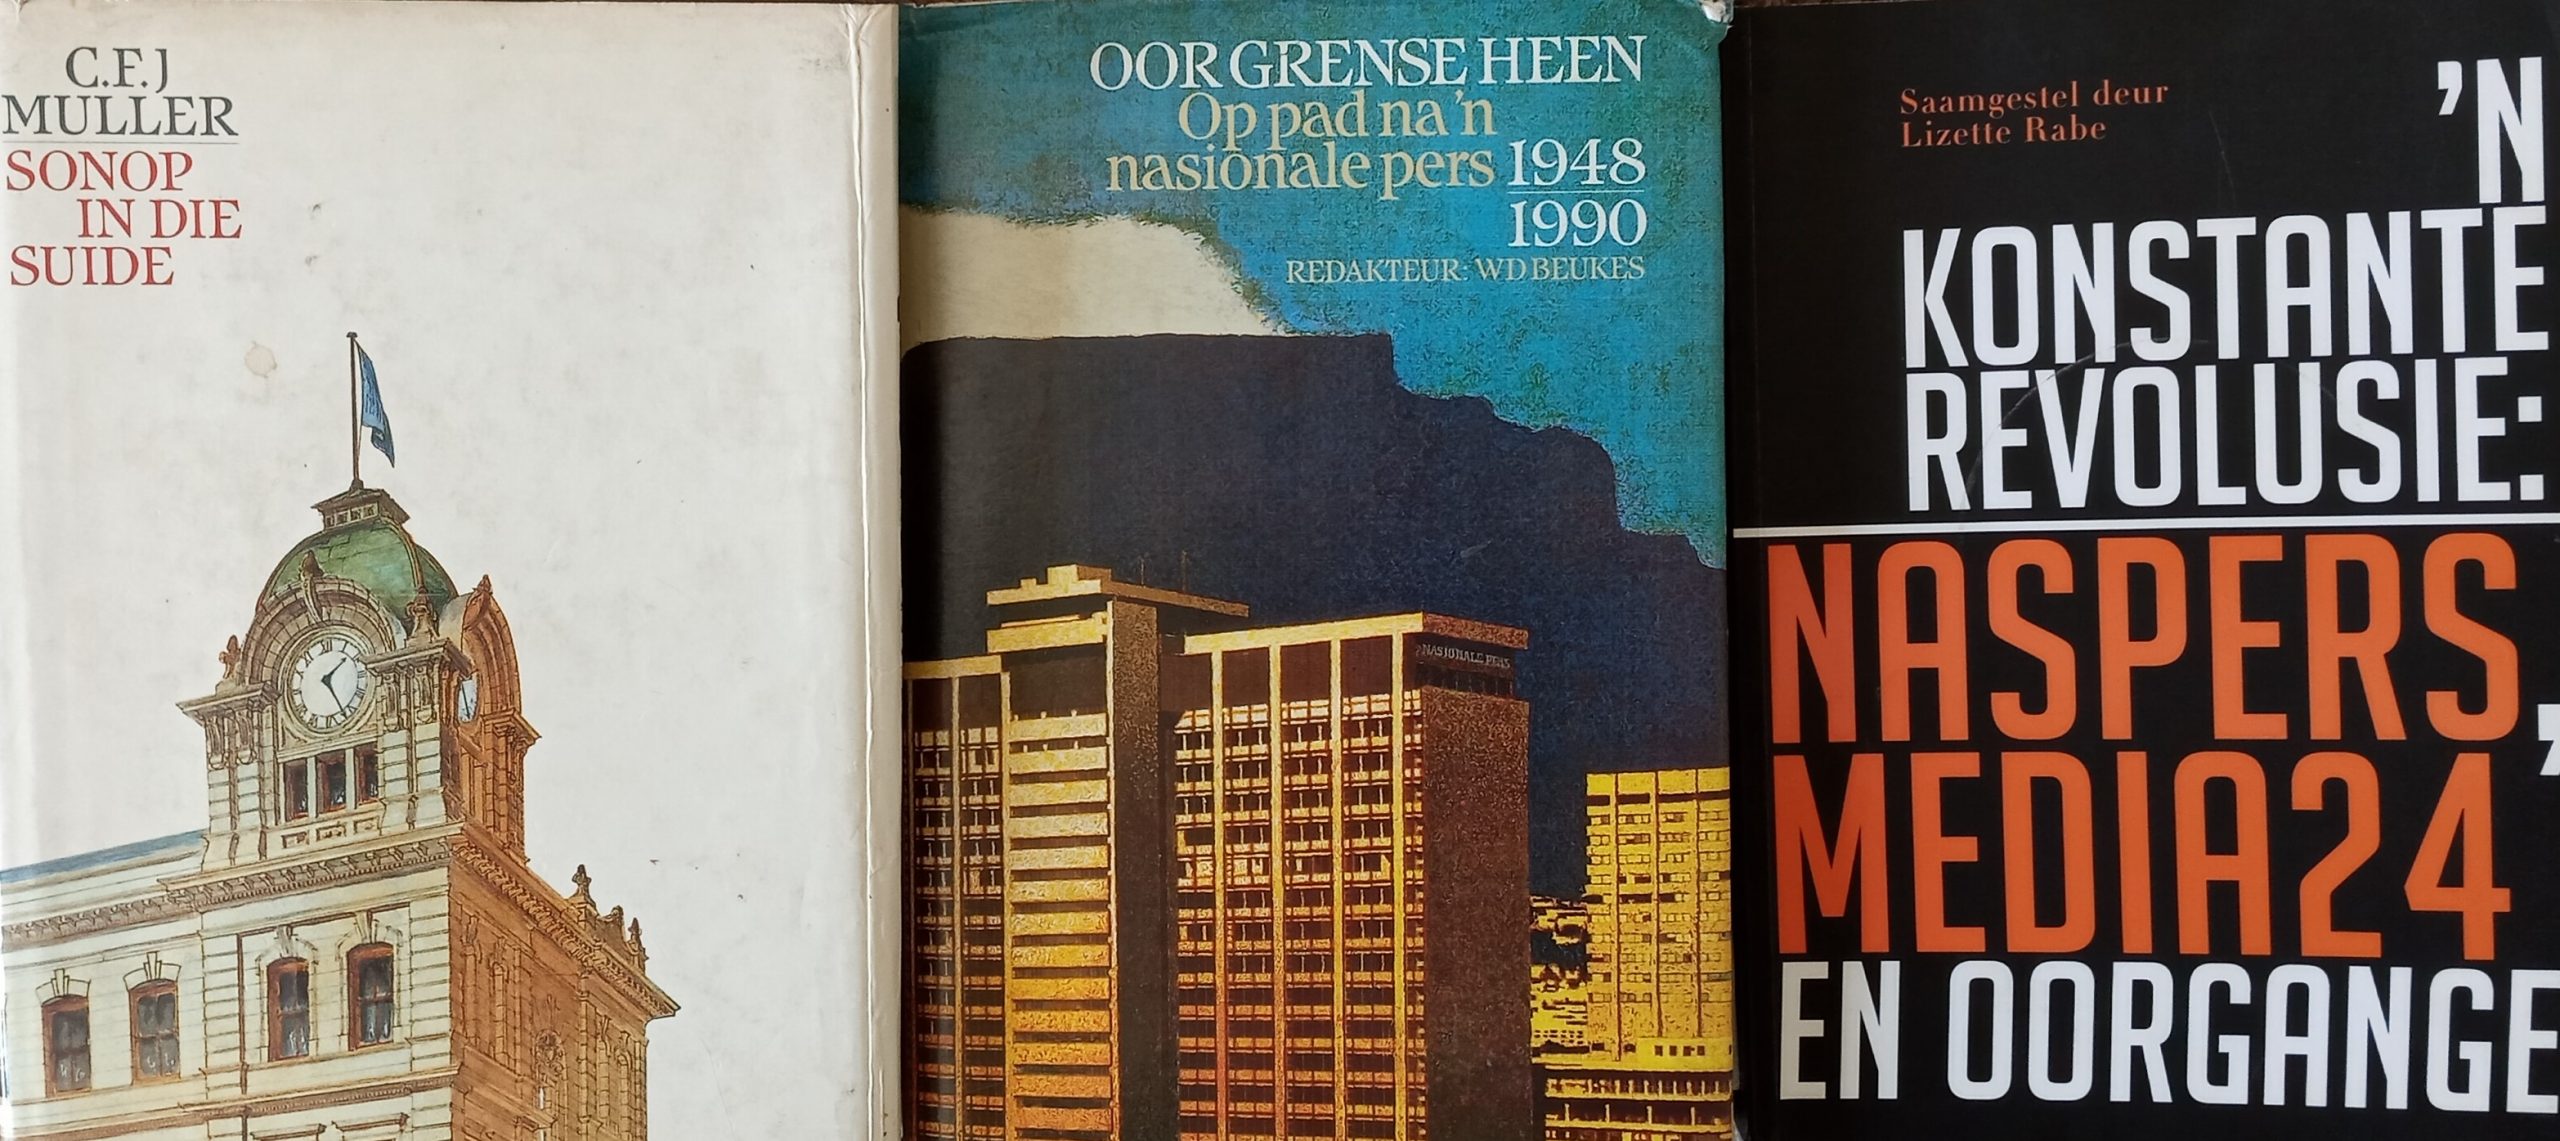 C.F.J
MULLER
SONOP
IN DIE
SUIDE
OOR GRENSE HEEN
Op pad na 'n
nasionale pers 1948
1990
REDAKTEUR: WD BEUKES
NASIONALE PERS
Saamgestel deur
Lizette Rabe
'N
KONSTANTE
REVOLUSIE:
NASPERS,
MEDIA24
EN OORGANGE